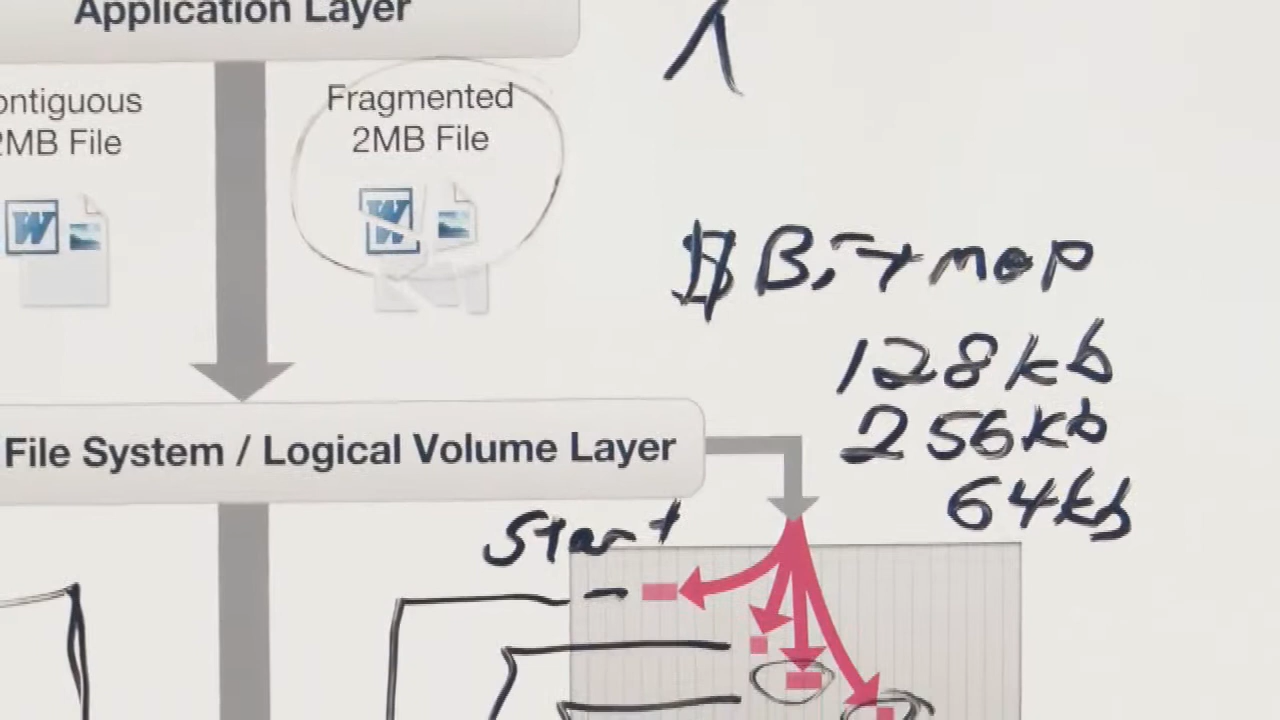 Application Layer
ontiguous
2MB File
Fragmented
2MB File
W
W
$Bitmap
128kb
256kb
64kb
File System / Logical Volume Layer
Start